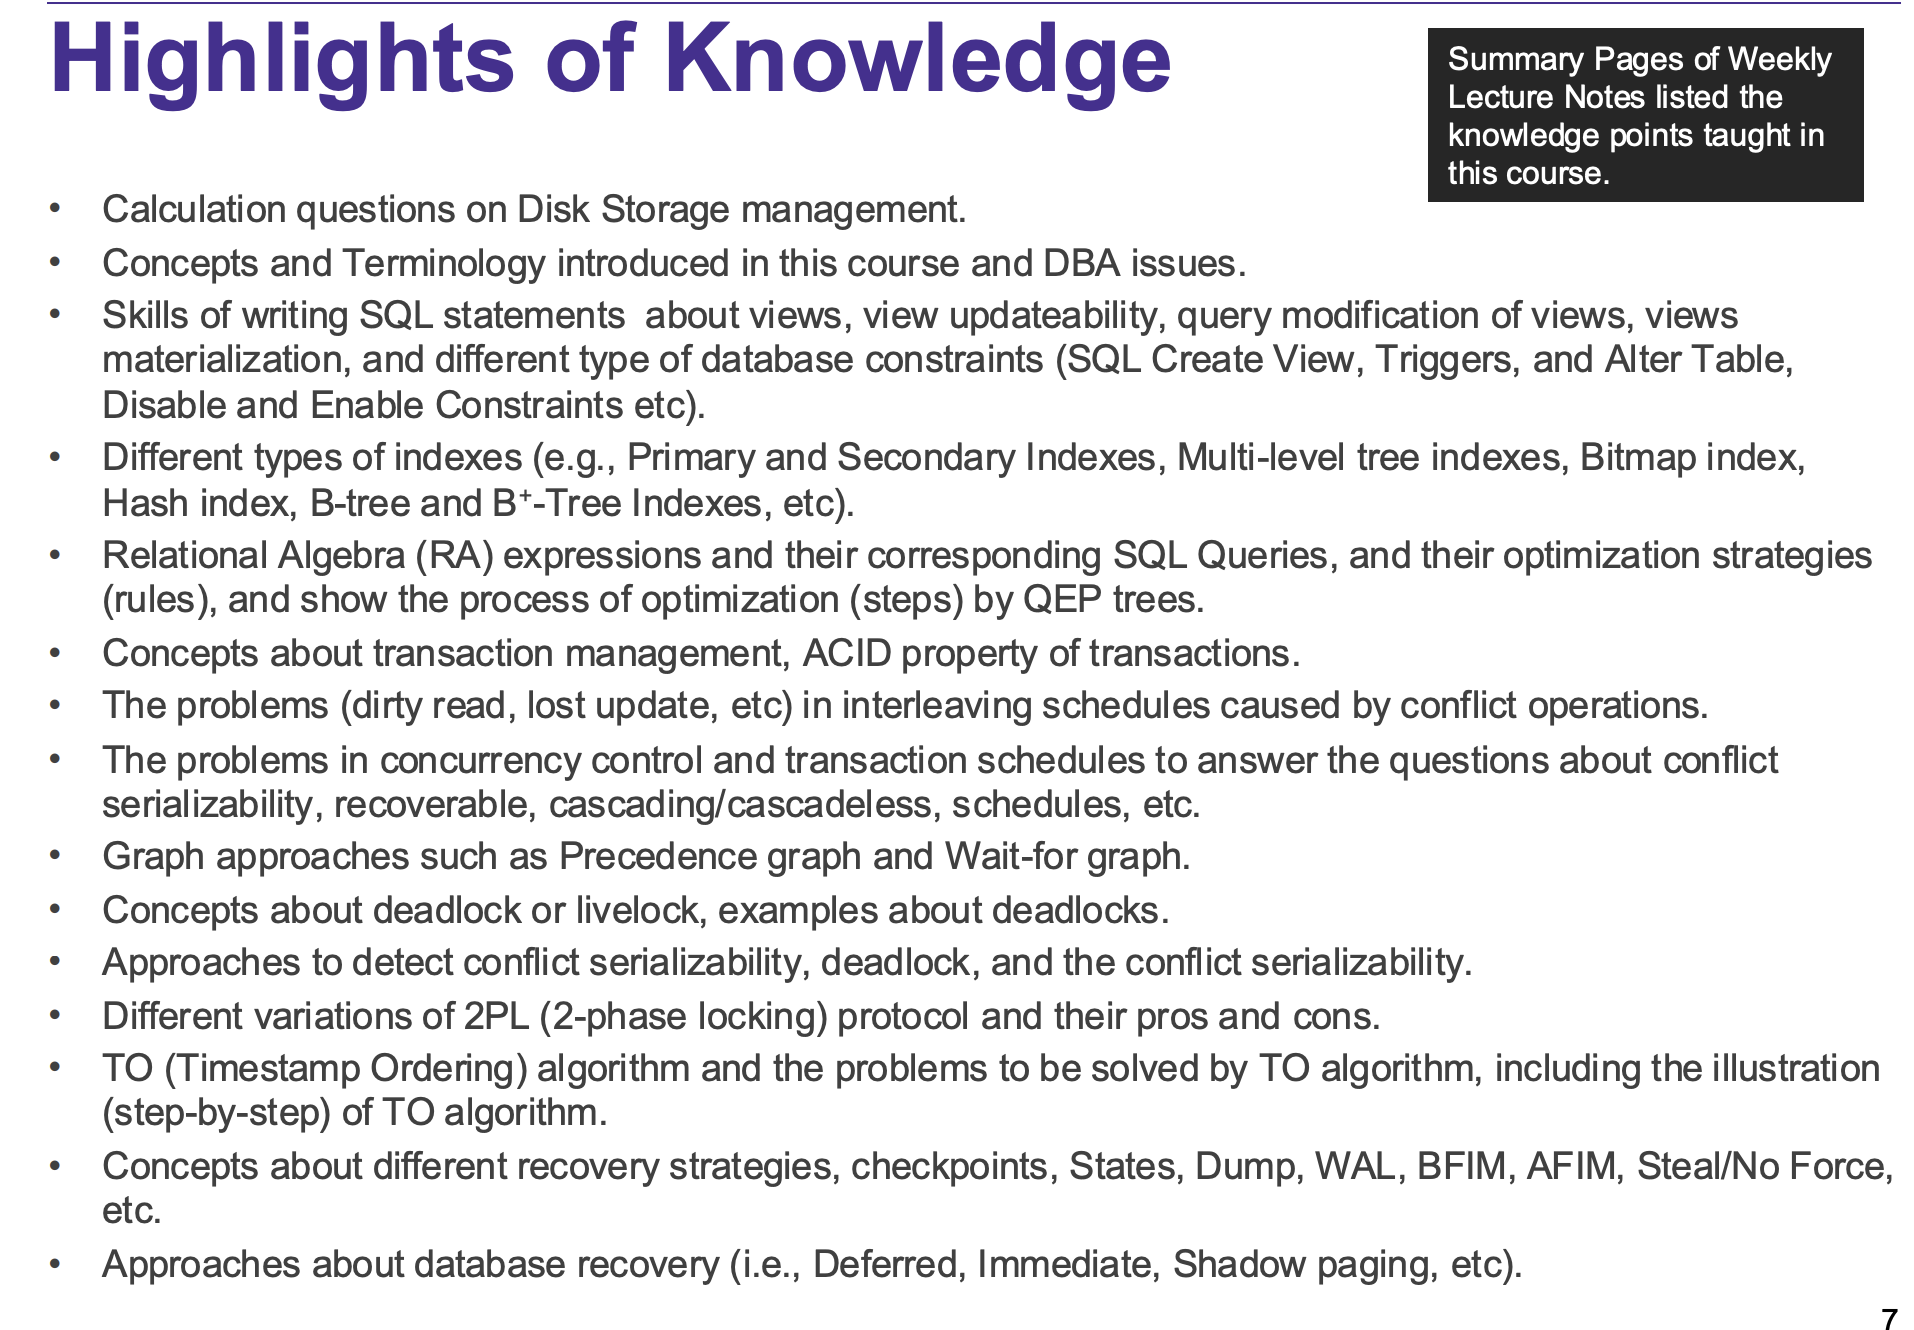 Highlights of Knowledge
Summary Pages of Weekly
Lecture Notes listed the
knowledge points taught in
this course.
• Calculation questions on Disk Storage management.
• Concepts and Terminology introduced in this course and DBA issues.
• Skills of writing SQL statements  about views, view updateability, query modification of views, views
materialization, and different type of database constraints (SQL Create View, Triggers, and Alter Table,
Disable and Enable Constraints etc).
• Different types of indexes (e.g., Primary and Secondary Indexes, Multi-level tree indexes, Bitmap index,
Hash index, B-tree and B⁺-Tree Indexes, etc).
• Relational Algebra (RA) expressions and their corresponding SQL Queries, and their optimization strategies
(rules), and show the process of optimization (steps) by QEP trees.
• Concepts about transaction management, ACID property of transactions.
• The problems (dirty read, lost update, etc) in interleaving schedules caused by conflict operations.
• The problems in concurrency control and transaction schedules to answer the questions about conflict
serializability, recoverable, cascading/cascadeless, schedules, etc.
• Graph approaches such as Precedence graph and Wait-for graph.
• Concepts about deadlock or livelock, examples about deadlocks.
• Approaches to detect conflict serializability, deadlock, and the conflict serializability.
• Different variations of 2PL (2-phase locking) protocol and their pros and cons.
• TO (Timestamp Ordering) algorithm and the problems to be solved by TO algorithm, including the illustration
(step-by-step) of TO algorithm.
• Concepts about different recovery strategies, checkpoints, States, Dump, WAL, BFIM, AFIM, Steal/No Force,
etc.
• Approaches about database recovery (i.e., Deferred, Immediate, Shadow paging, etc).
7